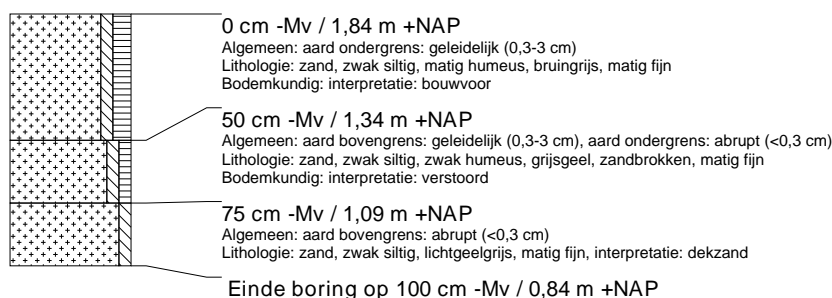 0 cm -Mv / 1,84 m +NAP
Algemeen: aard ondergrens: geleidelijk (0,3-3 cm)
Lithologie: zand, zwak siltig, matig humeus, bruingrijs, matig fijn
Bodemkundig: interpretatie: bouwvoor
50 cm -Mv / 1,34 m +NAP
Algemeen: aard bovengrens: geleidelijk (0,3-3 cm), aard ondergrens: abrupt (<0,3 cm)
Lithologie: zand, zwak siltig, zwak humeus, grijsgeel, zandbrokken, matig fijn
Bodemkundig: interpretatie: verstoord
75 cm -Mv / 1,09 m +NAP
Algemeen: aard bovengrens: abrupt (<0,3 cm)
Lithologie: zand, zwak siltig, lichtgeelgrijs, matig fijn, interpretatie: dekzand
Einde boring op 100 cm -Mv / 0,84 m +NAP